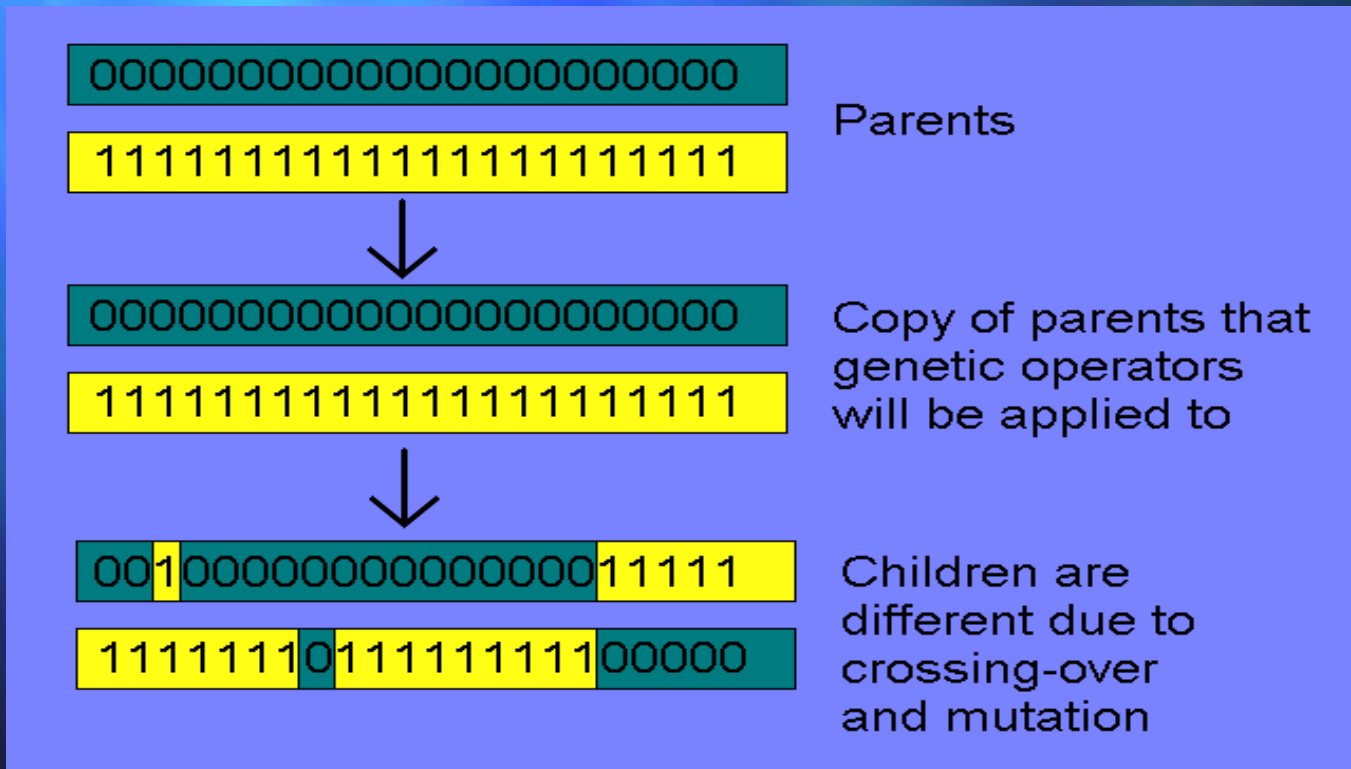 0000000000000000000000
1111111111111111111111
Parents
0000000000000000000000
1111111111111111111111
Copy of parents that
genetic operators
will be applied to
0010000000000000011111
1111111011111111100000
Children are
different due to
crossing-over
and mutation